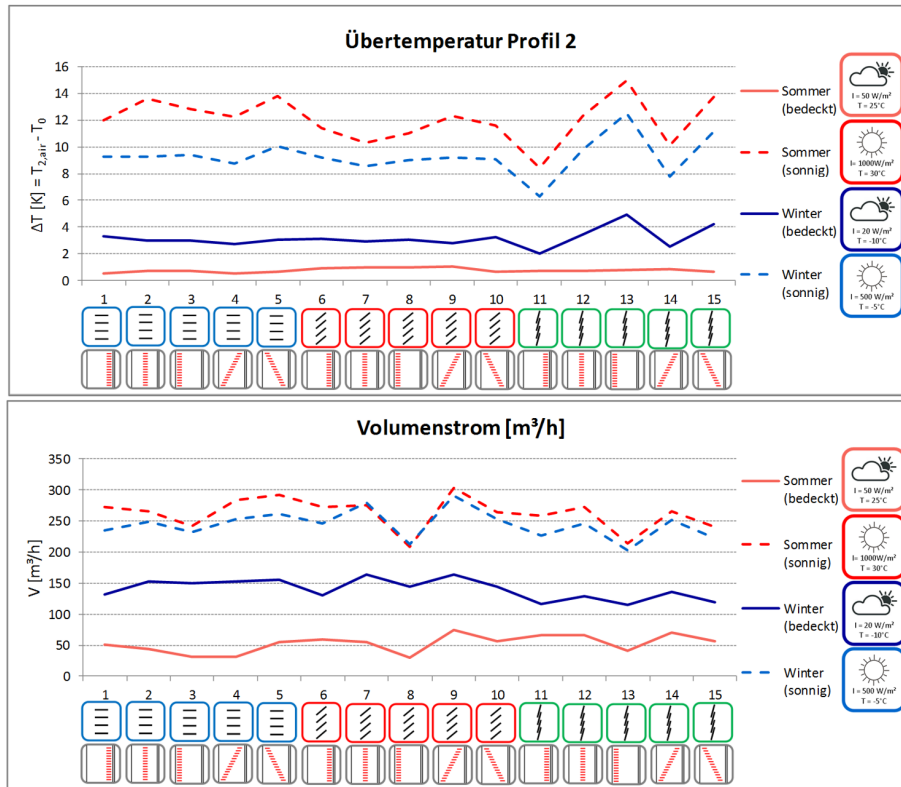 Übertemperatur Profil 2
ΔT [K] = T2,air - T0
16
14
12
10
8
6
4
2
0
1 2 3 4 5 6 7 8 9 10 11 12 13 14 15
Sommer
(bedeckt)
I = 50 W/m²
T = 25°C
Sommer
(sonnig)
I= 1000W/m²
T = 30°C
Winter
(bedeckt)
I = 20 W/m²
T = -10°C
Winter
(sonnig)
I = 500 W/m²
T = -5°C
Volumenstrom [m³/h]
V [m³/h]
350
300
250
200
150
100
50
0
1 2 3 4 5 6 7 8 9 10 11 12 13 14 15
Sommer
(bedeckt)
I = 50 W/m²
T = 25°C
Sommer
(sonnig)
I= 1000W/m²
T = 30°C
Winter
(bedeckt)
I = 20 W/m²
T = -10°C
Winter
(sonnig)
I = 500 W/m²
T = -5°C